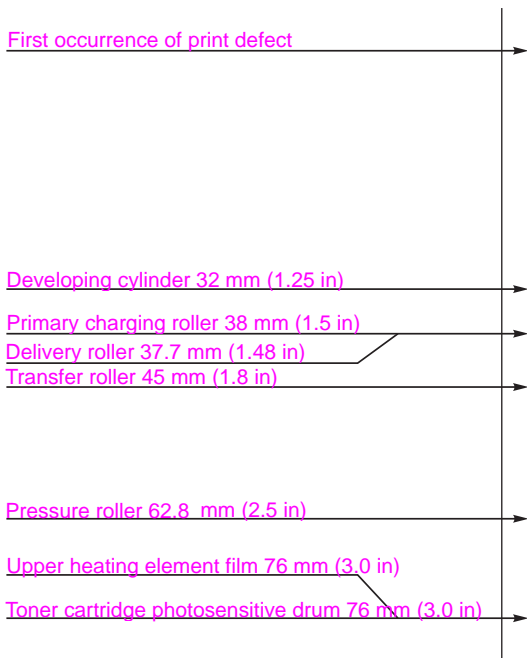 First occurrence of print defect
Developing cylinder 32 mm (1.25 in)
Primary charging roller 38 mm (1.5 in)
Delivery roller 37.7 mm (1.48 in)
Transfer roller 45 mm (1.8 in)
Pressure roller 62.8 mm (2.5 in)
Upper heating element film 76 mm (3.0 in)
Toner cartridge photosensitive drum 76 mm (3.0 in)